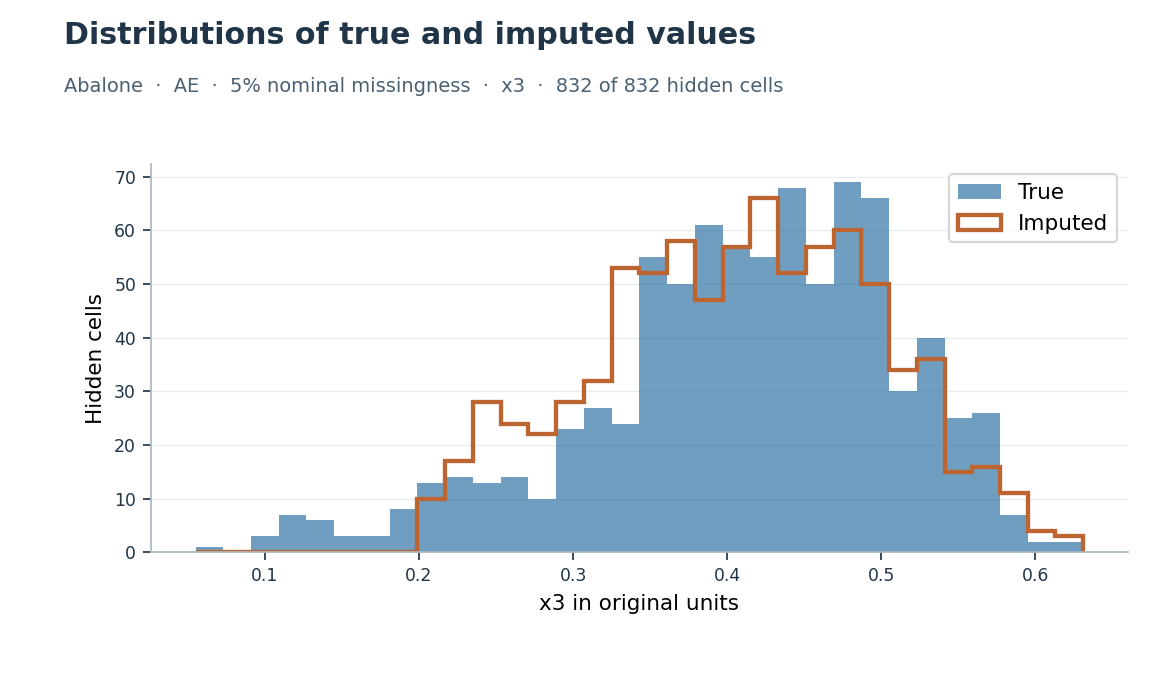 Distributions of true and imputed values
Abalone · AE · 5% nominal missingness · x3 · 832 of 832 hidden cells
70
60
50
40
30
20
10
0
Hidden cells
True
Imputed
0.1 0.2 0.3 0.4 0.5 0.6
x3 in original units